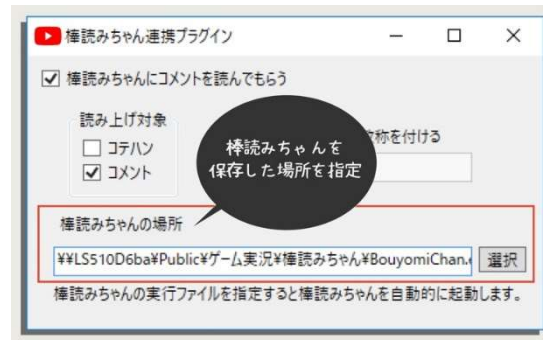 棒読みちゃん連携プラグイン
棒読みちゃんにコメントを読んでもらう
読み上げ対象
コテハン
コメント
称を付ける
棒読みちゃんを
保存した場所を指定
棒読みちゃんの場所
¥¥LS510D6ba¥Public¥ゲーム実況¥棒読みちゃん¥BouyomiChan.
選択
棒読みちゃんの実行ファイルを指定すると棒読みちゃんを自動的に起動します。